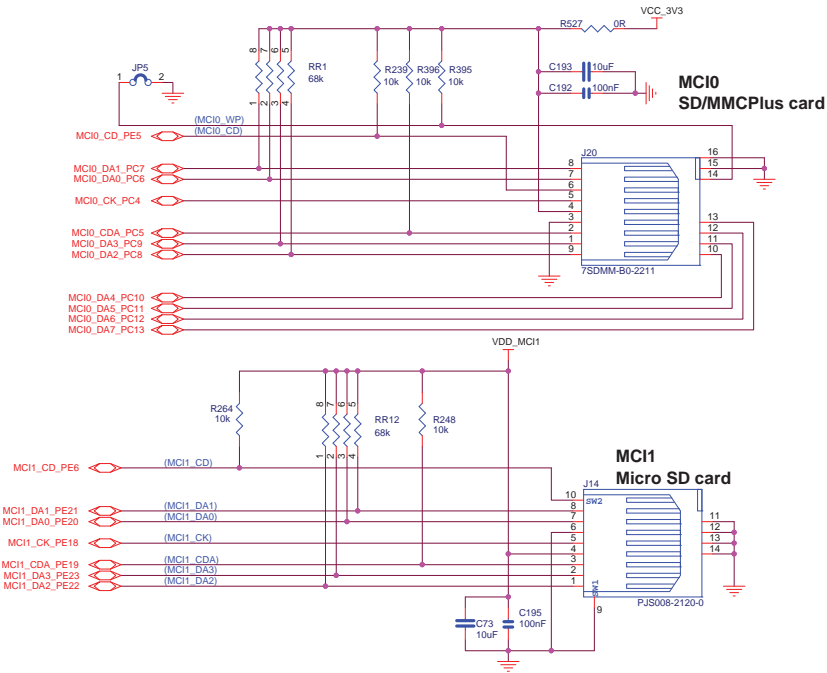 VCC_3V3
R527 0R
8 7 6 5
RR1
68k
1 2 3 4
JP5
1 2
R239
10k
R396
10k
R395
10k
C193 10uF
C192 100nF
MCI0
SD/MMCPlus card
(MCI0_WP)
MCI0_CD_PE5 (MCI0_CD)
J20
16
15
14
MCI0_DA1_PC7 8
MCI0_DA0_PC6 7
6
MCI0_CK_PC4 5
4
3 13
MCI0_CDA_PC5 2 12
MCI0_DA3_PC9 1 11
MCI0_DA2_PC8 9 10
7SDMM-B0-2211
MCI0_DA4_PC10
MCI0_DA5_PC11
MCI0_DA6_PC12
MCI0_DA7_PC13
VDD_MCI1
R264
10k
8 7 6 5
RR12
68k
1 2 3 4
R248
10k
MCI1
Micro SD card
MCI1_CD_PE6 (MCI1_CD)
J14
10 SW2
MCI1_DA1_PE21 (MCI1_DA1) 8
MCI1_DA0_PE20 (MCI1_DA0) 7 11
6 12
MCI1_CK_PE18 (MCI1_CK) 5 13
4 14
MCI1_CDA_PE19 (MCI1_CDA) 3
MCI1_DA3_PE23 (MCI1_DA3) 2
MCI1_DA2_PE22 (MCI1_DA2) 1
SW1
9
PJS008-2120-0
C73
10uF
C195
100nF